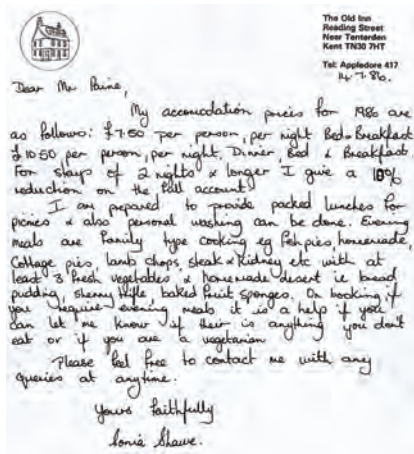 The Old Inn
Reading Street
Near Tenterden
Kent TN30 7HT
Tel: Appledore 417
14.7.86.
Dear Mr Paine,
My accomodation prices for 1986 are
as follows: £7.50 per person, per night Bed & Breakfast
£10.50 per person, per night, Dinner, Bed & Breakfast.
For stays of 2 nights & longer I give a 10%
reduction on the full account.
I am prepared to provide packed lunches for
picnics & also personal washing can be done. Evening
meals are family type cooking eg fish pies, homemade,
Cottage pies, lamb chops, steak & kidney etc with at
least 3 fresh vegetables & homemade desert ie bread
pudding, sherry trifle, baked fruit sponges. On booking if
you require evening meals it is a help if you
can let me know if their is anything you don't
eat or if you are a vegetarian
Please feel free to contact me with any
queries at anytime.
Yours faithfully
Sonia Shawe.